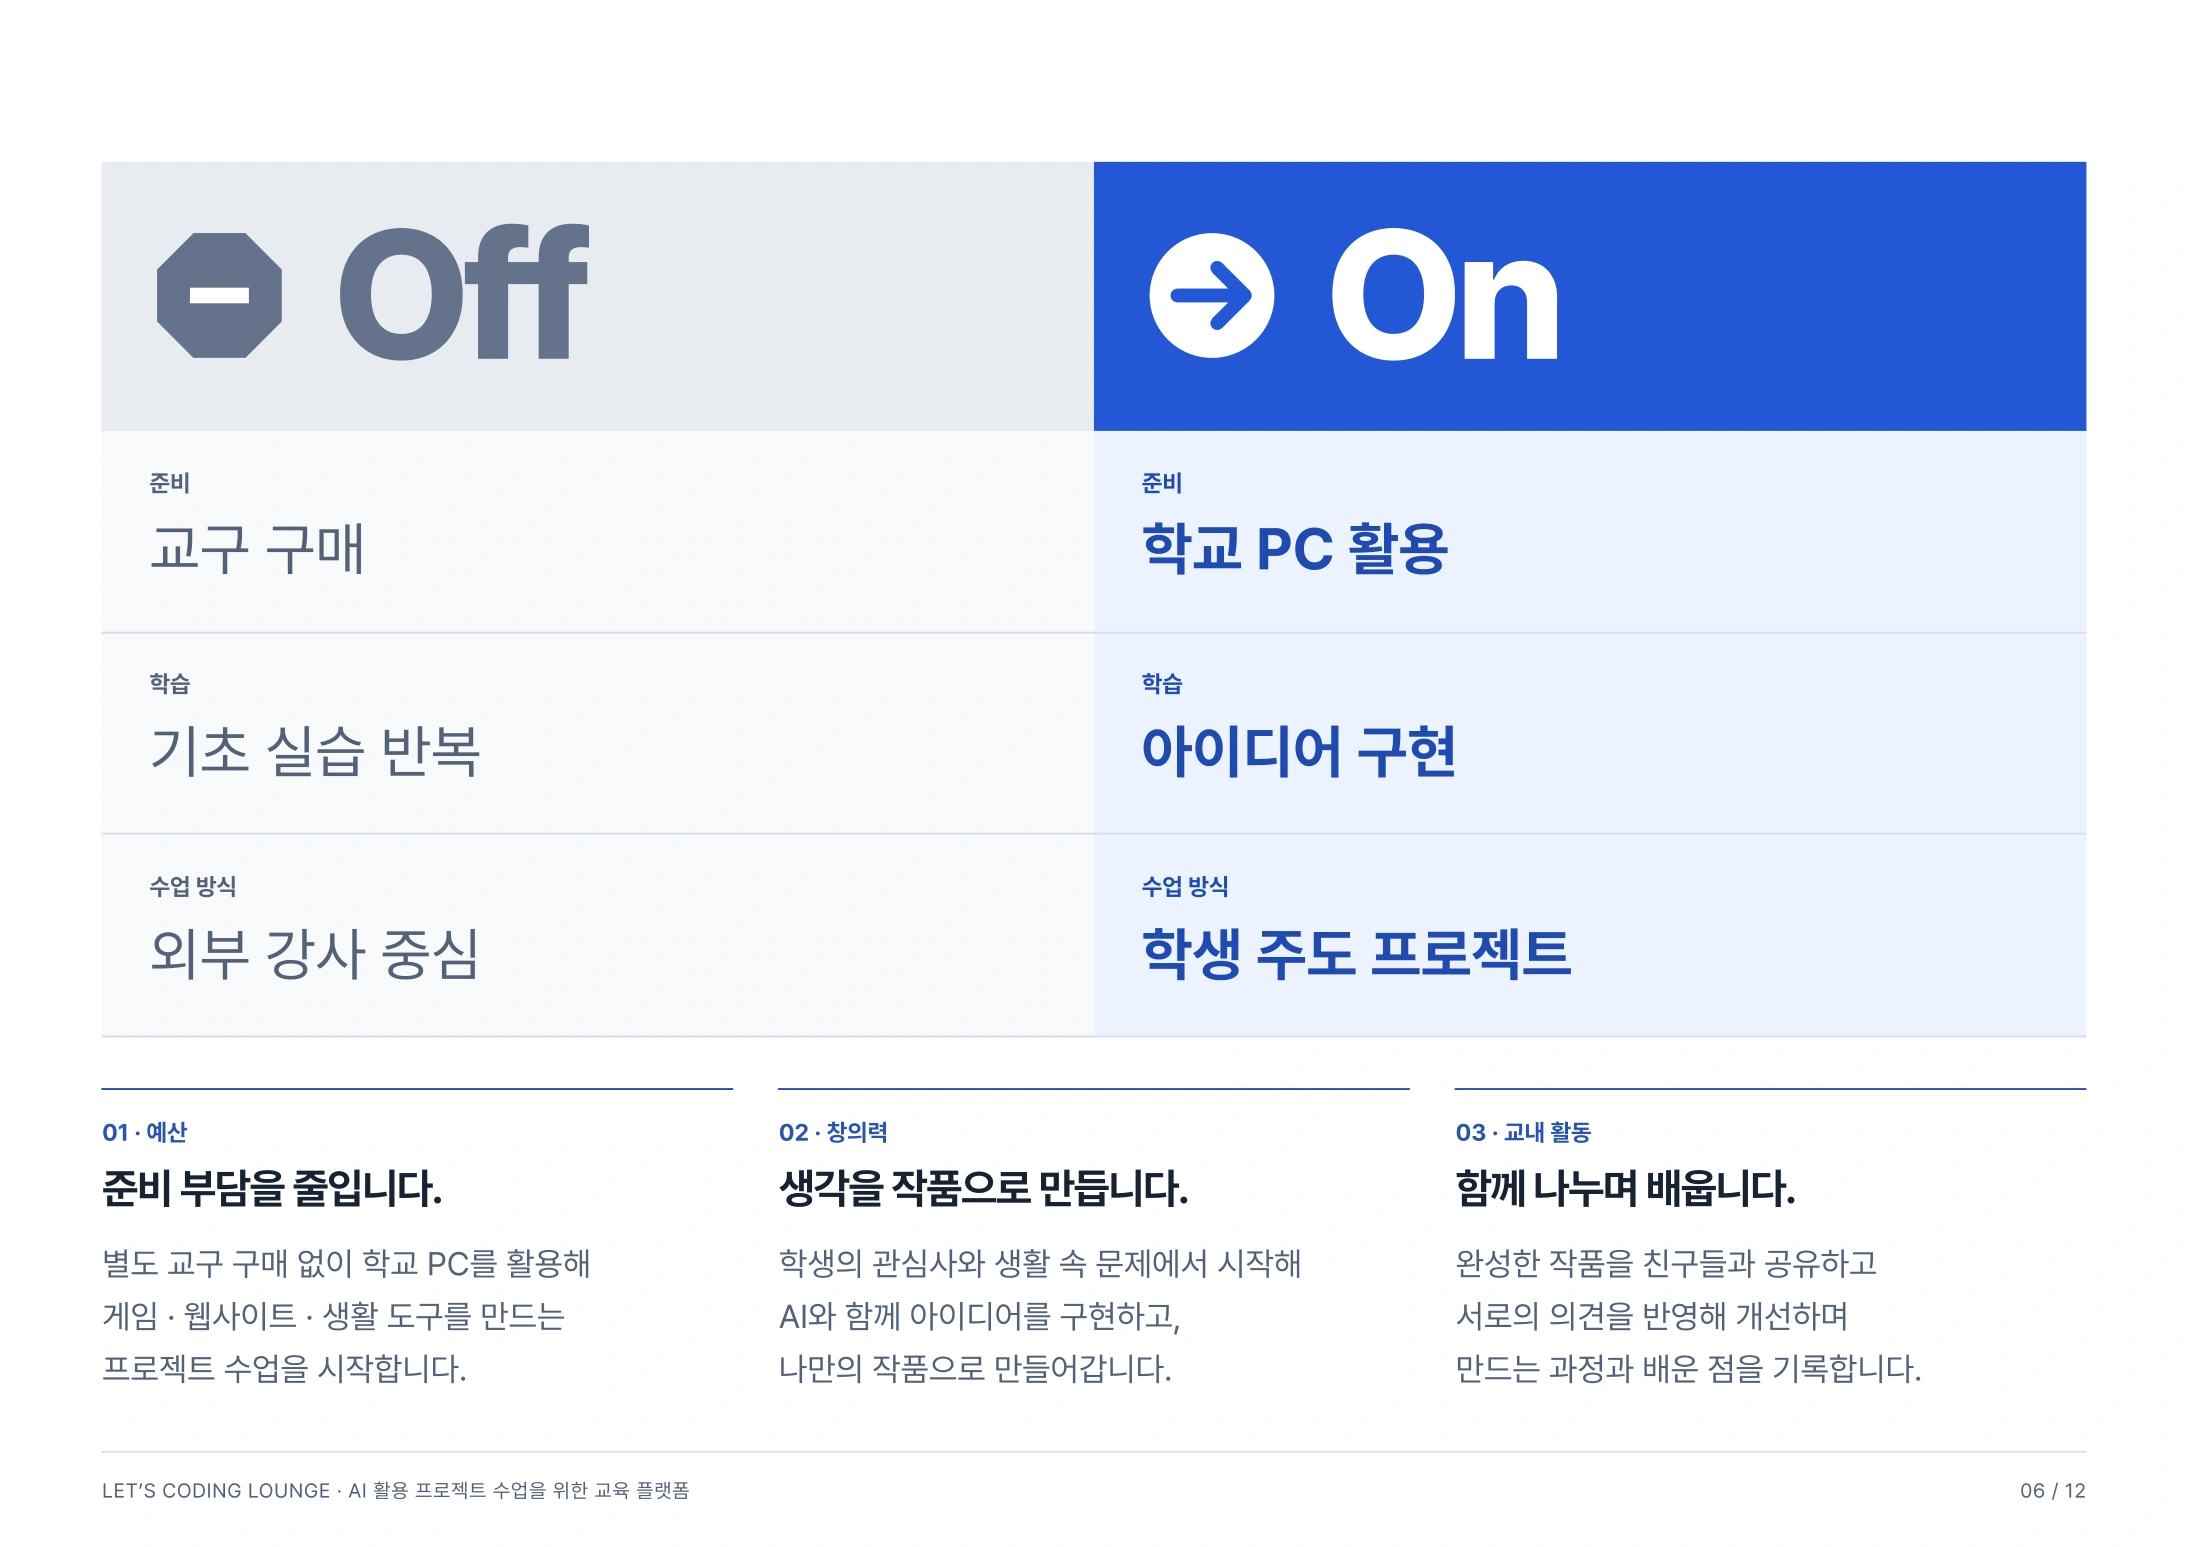 Off
On
준비
교구 구매
준비
학교 PC 활용
학습
기초 실습 반복
학습
아이디어 구현
수업 방식
외부 강사 중심
수업 방식
학생 주도 프로젝트
01 · 예산
준비 부담을 줄입니다.
별도 교구 구매 없이 학교 PC를 활용해
게임 · 웹사이트 · 생활 도구를 만드는
프로젝트 수업을 시작합니다.
02 · 창의력
생각을 작품으로 만듭니다.
학생의 관심사와 생활 속 문제에서 시작해
AI와 함께 아이디어를 구현하고,
나만의 작품으로 만들어갑니다.
03 · 교내 활동
함께 나누며 배웁니다.
완성한 작품을 친구들과 공유하고
서로의 의견을 반영해 개선하며
만드는 과정과 배운 점을 기록합니다.
LET’S CODING LOUNGE · AI 활용 프로젝트 수업을 위한 교육 플랫폼
06 / 12